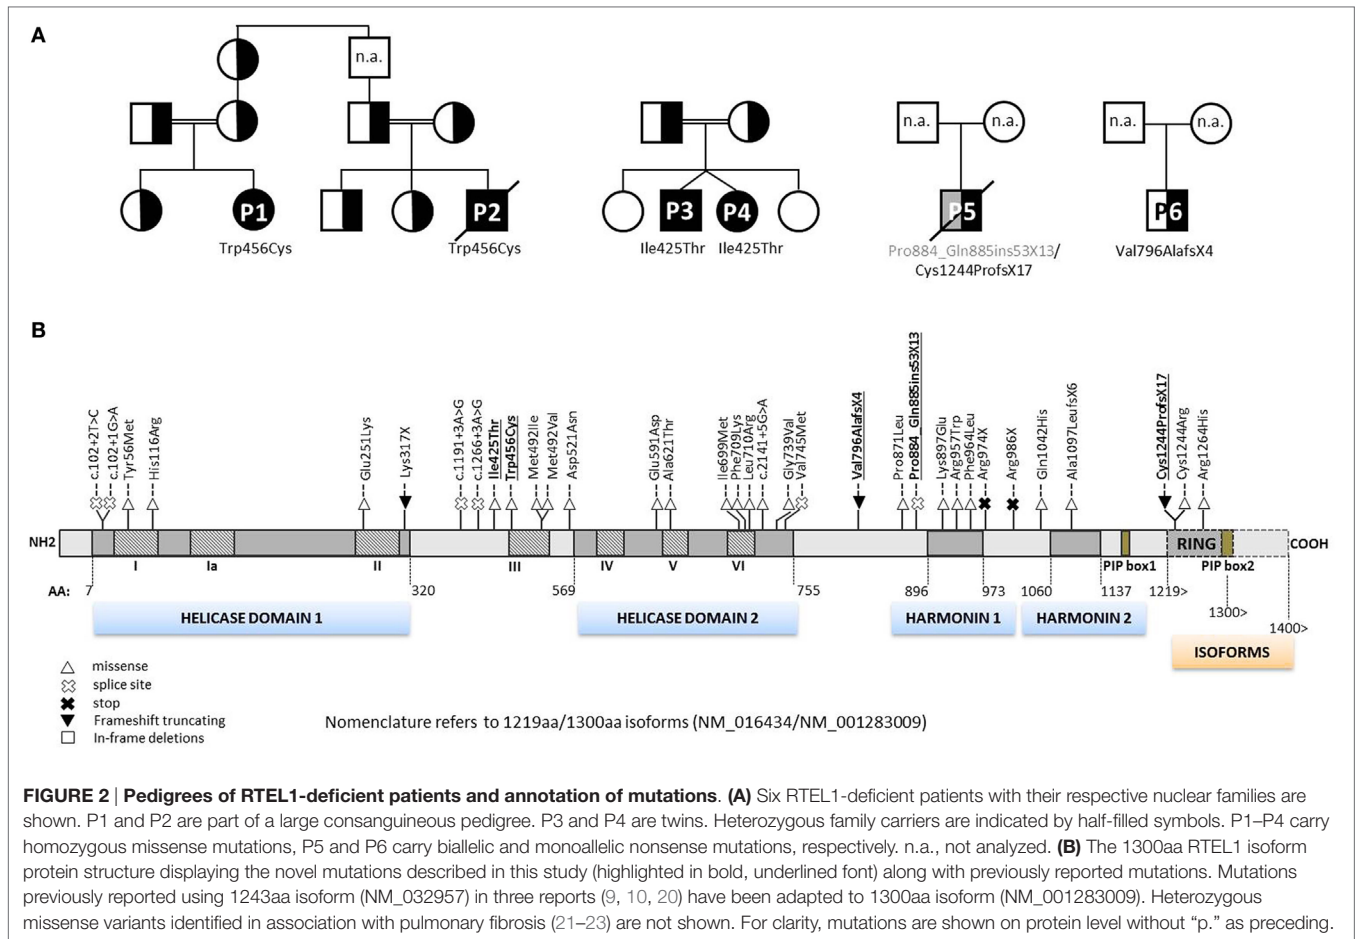 A
n.a.
P1
P2
P3
P4
n.a.
n.a.
P5
n.a.
n.a.
P6
Trp456Cys
Trp456Cys
Ile425Thr
Ile425Thr
Pro884_Gln885ins53X13/
Cys1244ProfsX17
Val796AlafsX4
B
c.102+2T>C
c.102+1G>A
Tyr56Met
His116Arg
Glu251Lys
Lys317X
c.1191+3A>G
c.1266+3A>G
Ile425Thr
Trp456Cys
Met492Ile
Met492Val
Asp521Asn
Glu591Asp
Ala621Thr
Ile699Met
Phe709Lys
Leu710Arg
c.2141+5G>A
Gly739Val
Val745Met
Val796AlafsX4
Pro871Leu
Pro884_Gln885ins53X13
Lys897Glu
Arg957Trp
Phe964Leu
Arg974X
Arg986X
Gln1042His
Ala1097LeufsX6
Cys1244ProfsX17
Cys1244Arg
Arg1264His
NH2
RING
COOH
I
Ia
II
III
IV
V
VI
PIP box1
PIP box2
AA:
7
320
569
755
896
973
1060
1137
1219>
1300>
1400>
HELICASE DOMAIN 1
HELICASE DOMAIN 2
HARMONIN 1
HARMONIN 2
ISOFORMS
missense
splice site
stop
Frameshift truncating
In-frame deletions
Nomenclature refers to 1219aa/1300aa isoforms (NM_016434/NM_001283009)
FIGURE 2 | Pedigrees of RTEL1-deficient patients and annotation of mutations. (A) Six RTEL1-deficient patients with their respective nuclear families are
shown. P1 and P2 are part of a large consanguineous pedigree. P3 and P4 are twins. Heterozygous family carriers are indicated by half-filled symbols. P1–P4 carry
homozygous missense mutations, P5 and P6 carry biallelic and monoallelic nonsense mutations, respectively. n.a., not analyzed. (B) The 1300aa RTEL1 isoform
protein structure displaying the novel mutations described in this study (highlighted in bold, underlined font) along with previously reported mutations. Mutations
previously reported using 1243aa isoform (NM_032957) in three reports (9, 10, 20) have been adapted to 1300aa isoform (NM_001283009). Heterozygous
missense variants identified in association with pulmonary fibrosis (21–23) are not shown. For clarity, mutations are shown on protein level without “p.” as preceding.